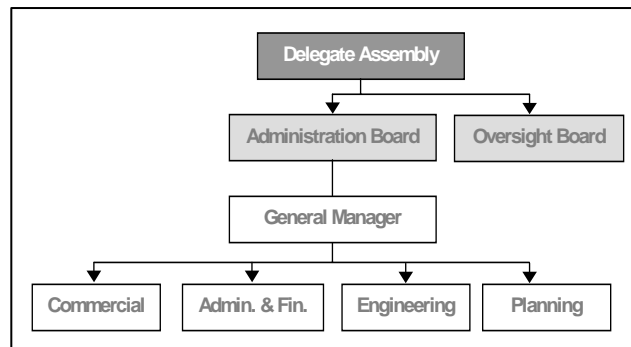 Delegate Assembly
Administration Board
Oversight Board
General Manager
Commercial
Admin. & Fin.
Engineering
Planning